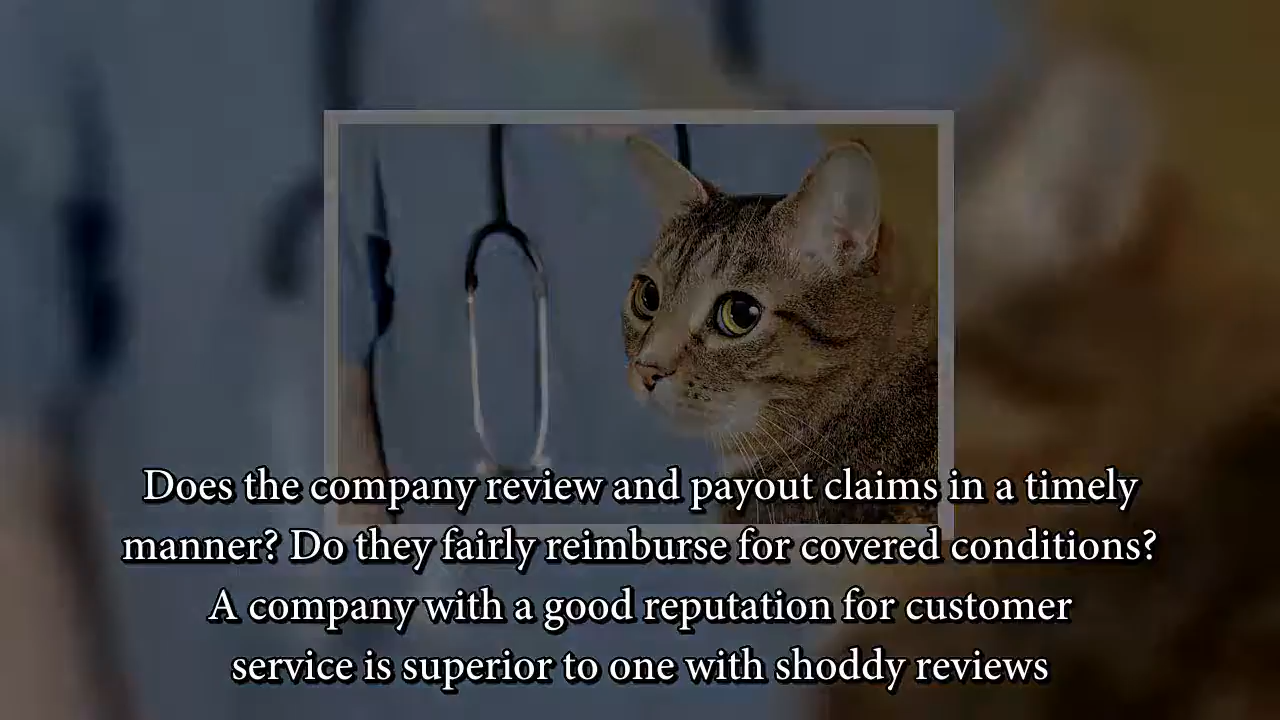 Does the company review and payout claims in a timely
manner? Do they fairly reimburse for covered conditions?
A company with a good reputation for customer
service is superior to one with shoddy reviews